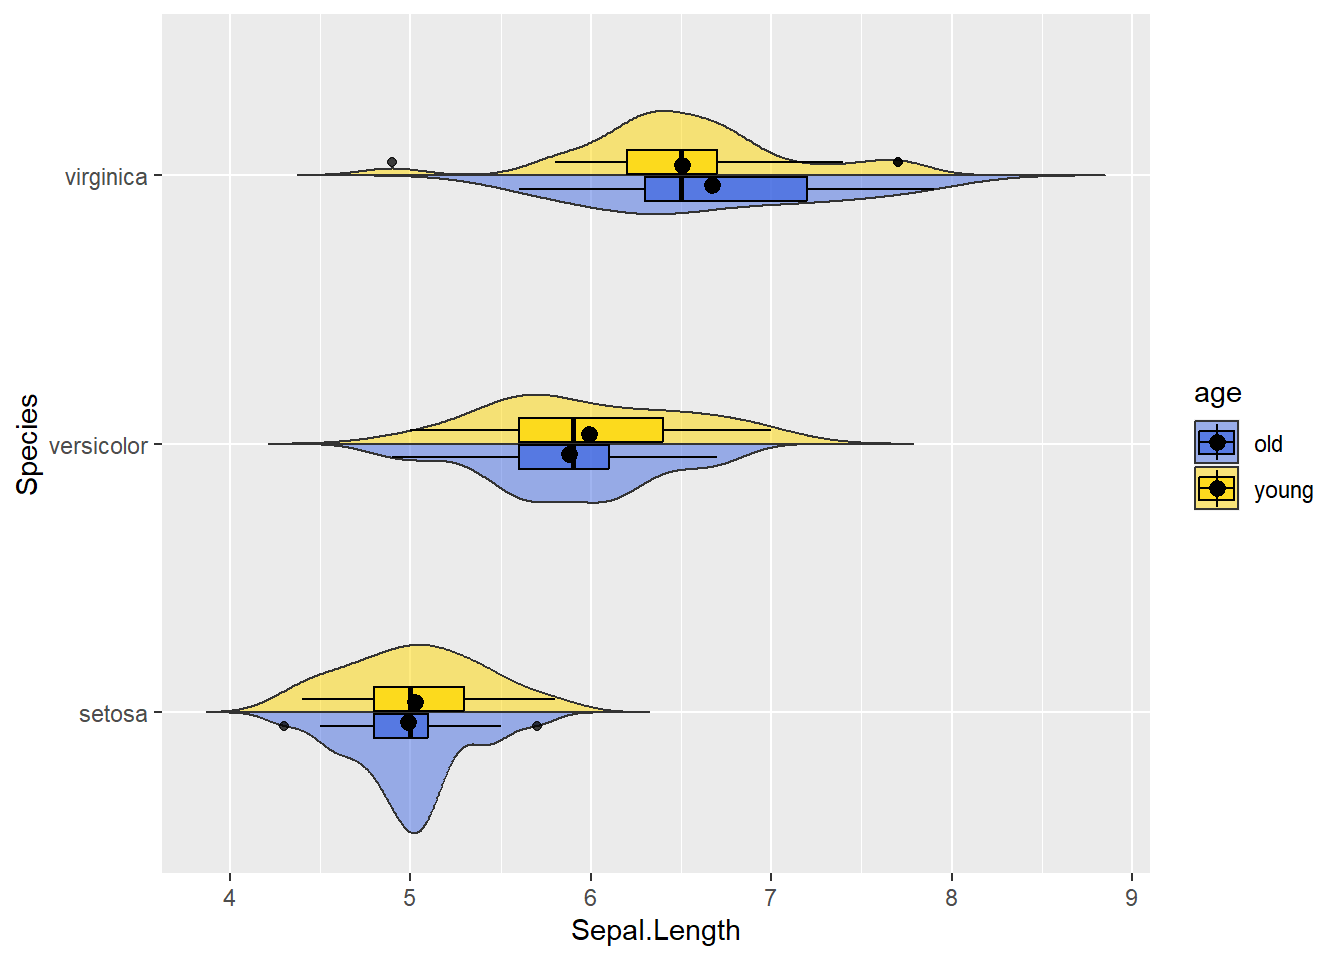 virginica
versicolor
setosa
Species
4 5 6 7 8 9
Sepal.Length
age
old
young